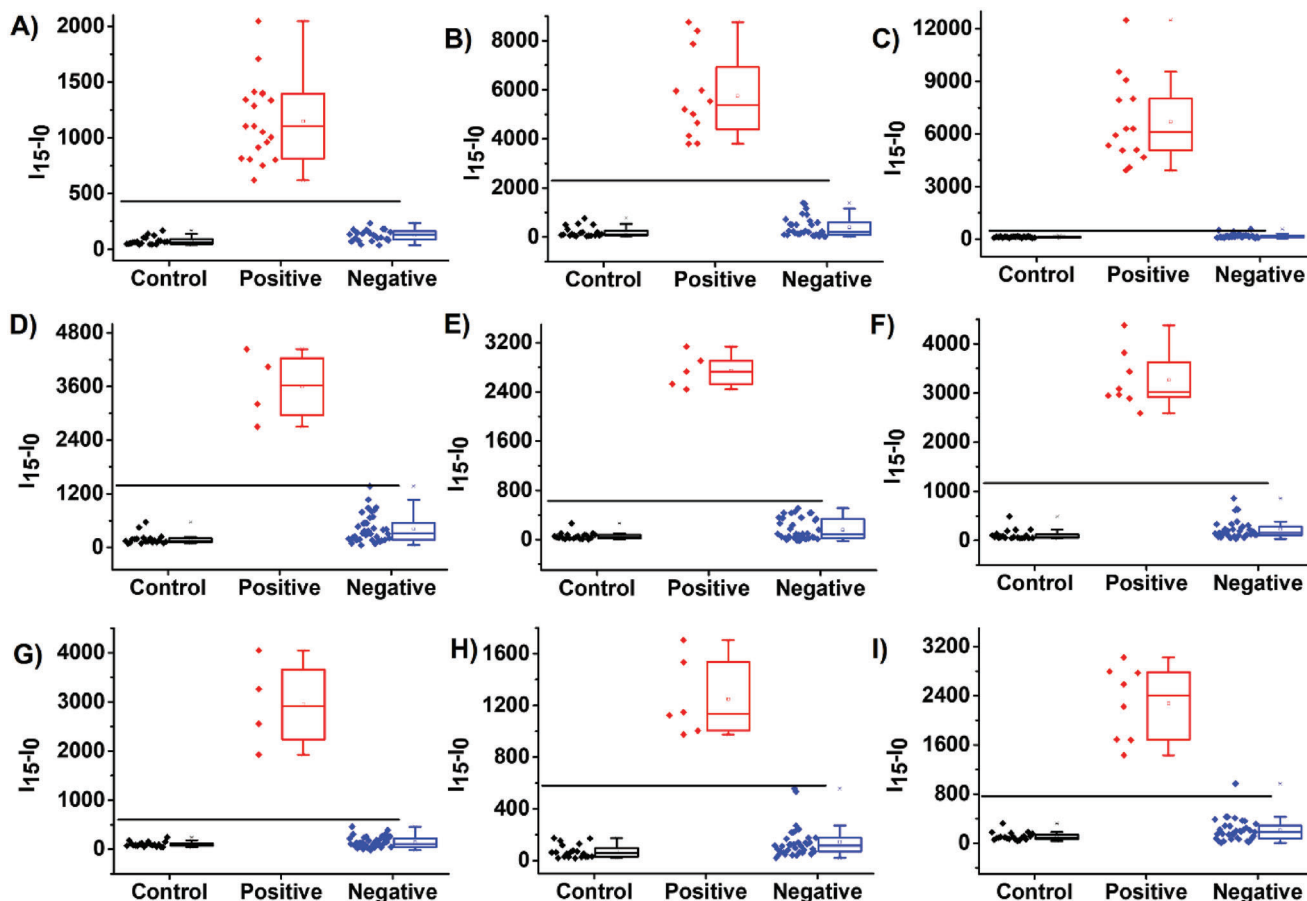 A)
I15-I0
2000
1500
1000
500
0
Control Positive Negative
B)
8000
6000
4000
2000
0
Control Positive Negative
C)
12000
9000
6000
3000
0
Control Positive Negative
D)
I15-I0
4800
3600
2400
1200
0
Control Positive Negative
E)
I15-I0
3200
2400
1600
800
0
Control Positive Negative
F)
I15-I0
4000
3000
2000
1000
0
Control Positive Negative
G)
I15-I0
4000
3000
2000
1000
0
Control Positive Negative
H)
I15-I0
1600
1200
800
400
0
Control Positive Negative
I)
I15-I0
3200
2400
1600
800
0
Control Positive Negative